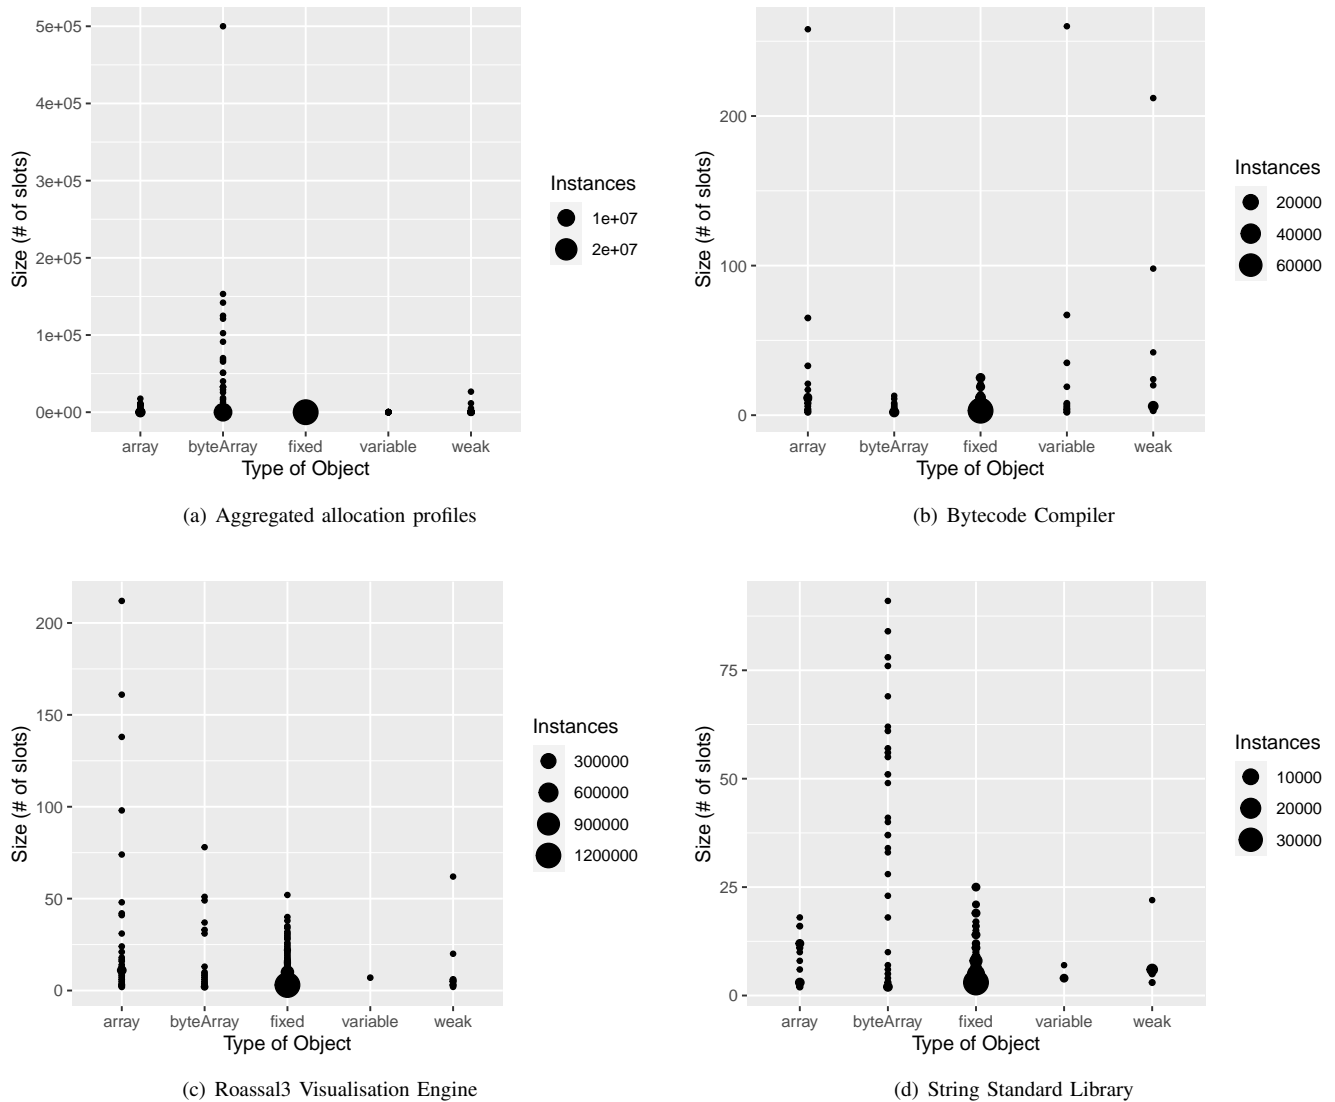 5e+05
4e+05
3e+05
2e+05
1e+05
0e+00
Size (# of slots)
array byteArray fixed variable weak
Type of Object
Instances
1e+07
2e+07
(a) Aggregated allocation profiles
200
100
0
Size (# of slots)
array byteArray fixed variable weak
Type of Object
Instances
20000
40000
60000
(b) Bytecode Compiler
200
150
100
50
0
Size (# of slots)
array byteArray fixed variable weak
Type of Object
Instances
300000
600000
900000
1200000
(c) Roassal3 Visualisation Engine
75
50
25
0
Size (# of slots)
array byteArray fixed variable weak
Type of Object
Instances
10000
20000
30000
(d) String Standard Library